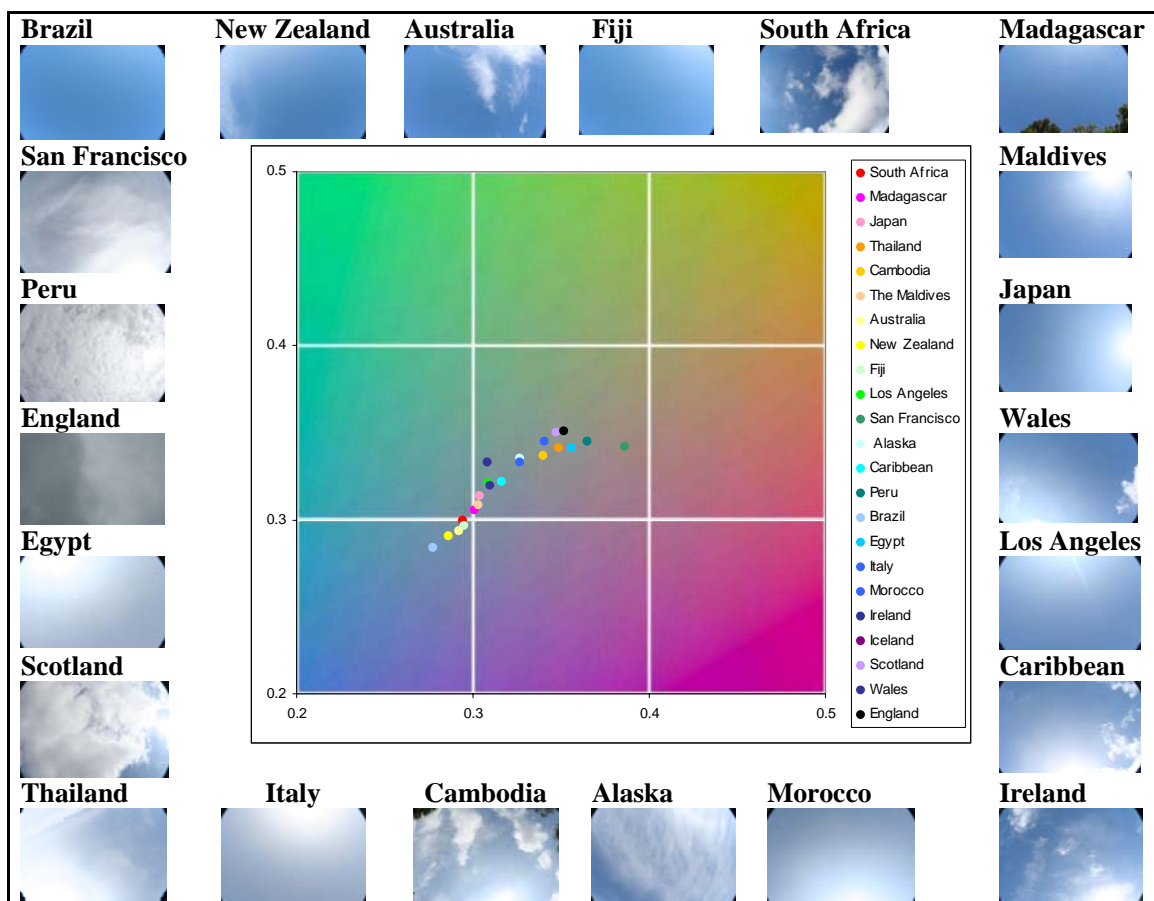 Brazil
New Zealand
Australia
Fiji
South Africa
Madagascar
San Francisco
Maldives
Peru
Japan
England
Wales
Egypt
Los Angeles
Scotland
Caribbean
Thailand
Italy
Cambodia
Alaska
Morocco
Ireland
0.5
0.4
0.3
0.2
0.2
0.3
0.4
0.5
South Africa
Madagascar
Japan
Thailand
Cambodia
The Maldives
Australia
New Zealand
Fiji
Los Angeles
San Francisco
Alaska
Caribbean
Peru
Brazil
Egypt
Italy
Morocco
Ireland
Iceland
Scotland
Wales
England